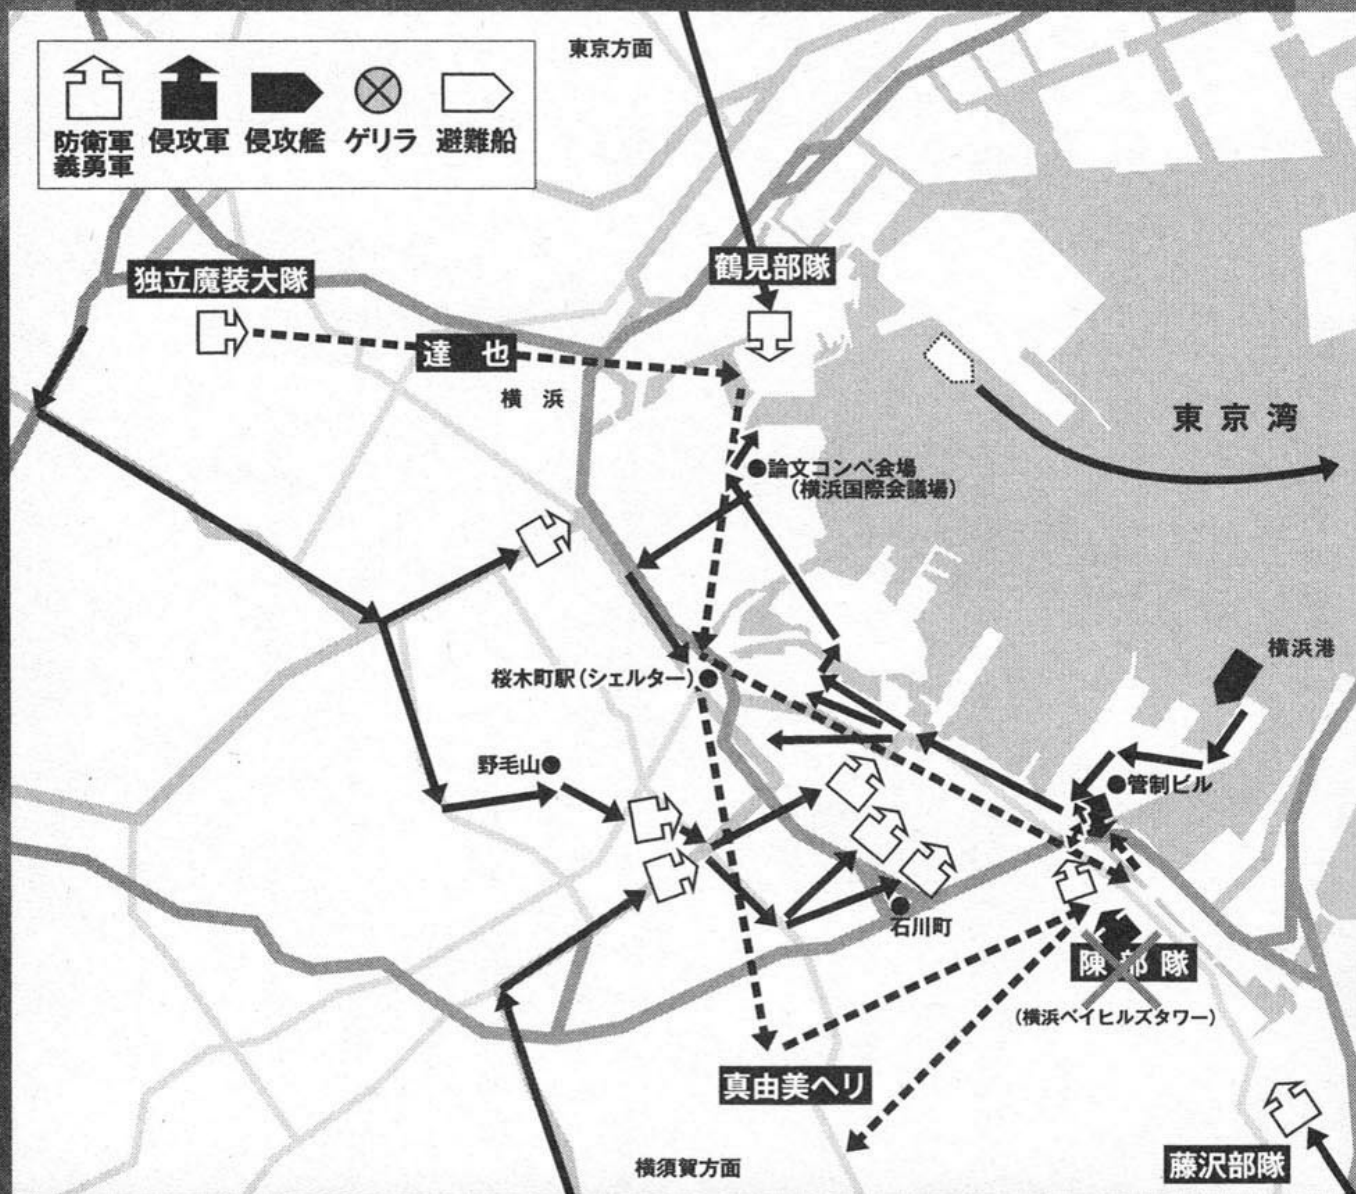 東京方面
防衛軍
義勇軍
侵攻軍
侵攻艦
ゲリラ
避難船
独立魔装大隊
鶴見部隊
達 也
横 浜
東京湾
●論文コンペ会場
(横浜国際会議場)
横浜港
桜木町駅(シェルター)●
野毛山●
●管制ビル
石川町
陳部隊
(横浜ベイヒルズタワー)
真由美ヘリ
横須賀方面
藤沢部隊